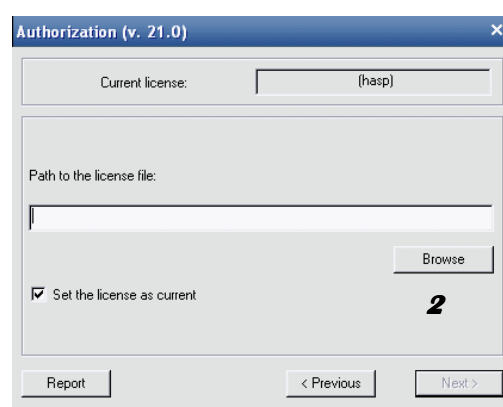 Authorization (v. 21.0)
Current license: (hasp)
Path to the license file:
Browse
Set the license as current
2
Report < Previous Next >